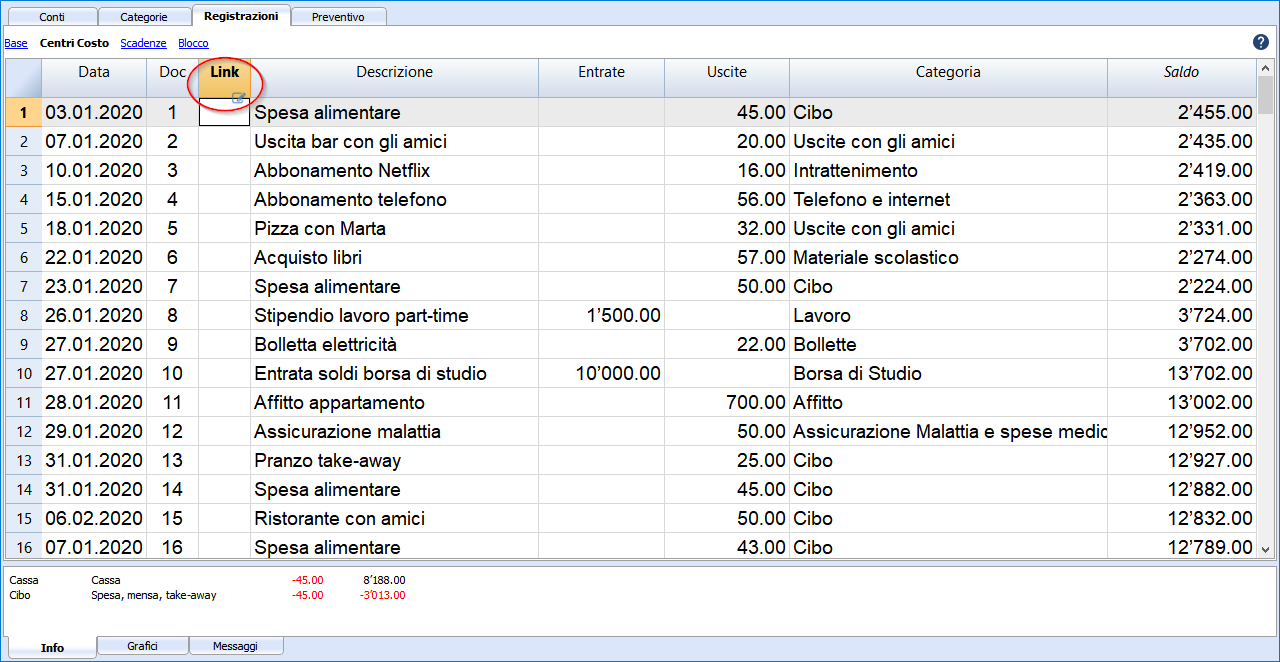 Conti Categorie Registrazioni Preventivo
Base Centri Costo Scadenze Blocco ?
Data Doc Link Descrizione Entrate Uscite Categoria Saldo
1 03.01.2020 1 Spesa alimentare 45.00 Cibo 2’455.00
2 07.01.2020 2 Uscita bar con gli amici 20.00 Uscite con gli amici 2’435.00
3 10.01.2020 3 Abbonamento Netflix 16.00 Intrattenimento 2’419.00
4 15.01.2020 4 Abbonamento telefono 56.00 Telefono e internet 2’363.00
5 18.01.2020 5 Pizza con Marta 32.00 Uscite con gli amici 2’331.00
6 22.01.2020 6 Acquisto libri 57.00 Materiale scolastico 2’274.00
7 23.01.2020 7 Spesa alimentare 50.00 Cibo 2’224.00
8 26.01.2020 8 Stipendio lavoro part-time 1’500.00 Lavoro 3’724.00
9 27.01.2020 9 Bolletta elettricità 22.00 Bollette 3’702.00
10 27.01.2020 10 Entrata soldi borsa di studio 10’000.00 Borsa di Studio 13’702.00
11 28.01.2020 11 Affitto appartamento 700.00 Affitto 13’002.00
12 29.01.2020 12 Assicurazione malattia 50.00 Assicurazione Malattia e spese medic 12’952.00
13 31.01.2020 13 Pranzo take-away 25.00 Cibo 12’927.00
14 31.01.2020 14 Spesa alimentare 45.00 Cibo 12’882.00
15 06.02.2020 15 Ristorante con amici 50.00 Cibo 12’832.00
16 07.01.2020 16 Spesa alimentare 43.00 Cibo 12’789.00
Cassa Cassa -45.00 8’188.00
Cibo Spesa, mensa, take-away -45.00 -3’013.00
Info Grafici Messaggi